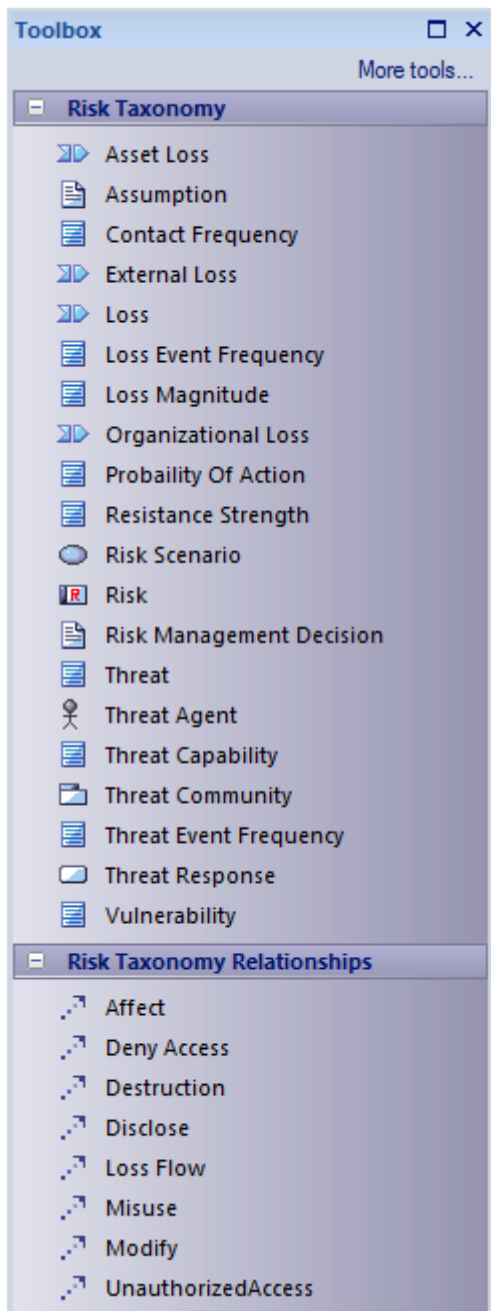 Toolbox
More tools...
Risk Taxonomy
Asset Loss
Assumption
Contact Frequency
External Loss
Loss
Loss Event Frequency
Loss Magnitude
Organizational Loss
Probaility Of Action
Resistance Strength
Risk Scenario
R Risk
Risk Management Decision
Threat
Threat Agent
Threat Capability
Threat Community
Threat Event Frequency
Threat Response
Vulnerability
Risk Taxonomy Relationships
Affect
Deny Access
Destruction
Disclose
Loss Flow
Misuse
Modify
UnauthorizedAccess